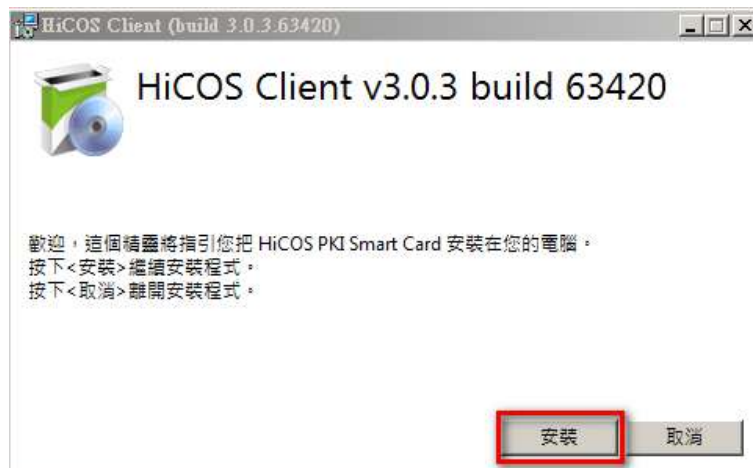 HiCOS Client (build 3.0.3.63420)
HiCOS Client v3.0.3 build 63420
歡迎，這個精靈將指引您把 HiCOS PKI Smart Card 安裝在您的電腦。
按下<安裝>繼續安裝程式。
按下<取消>離開安裝程式。
安裝 取消